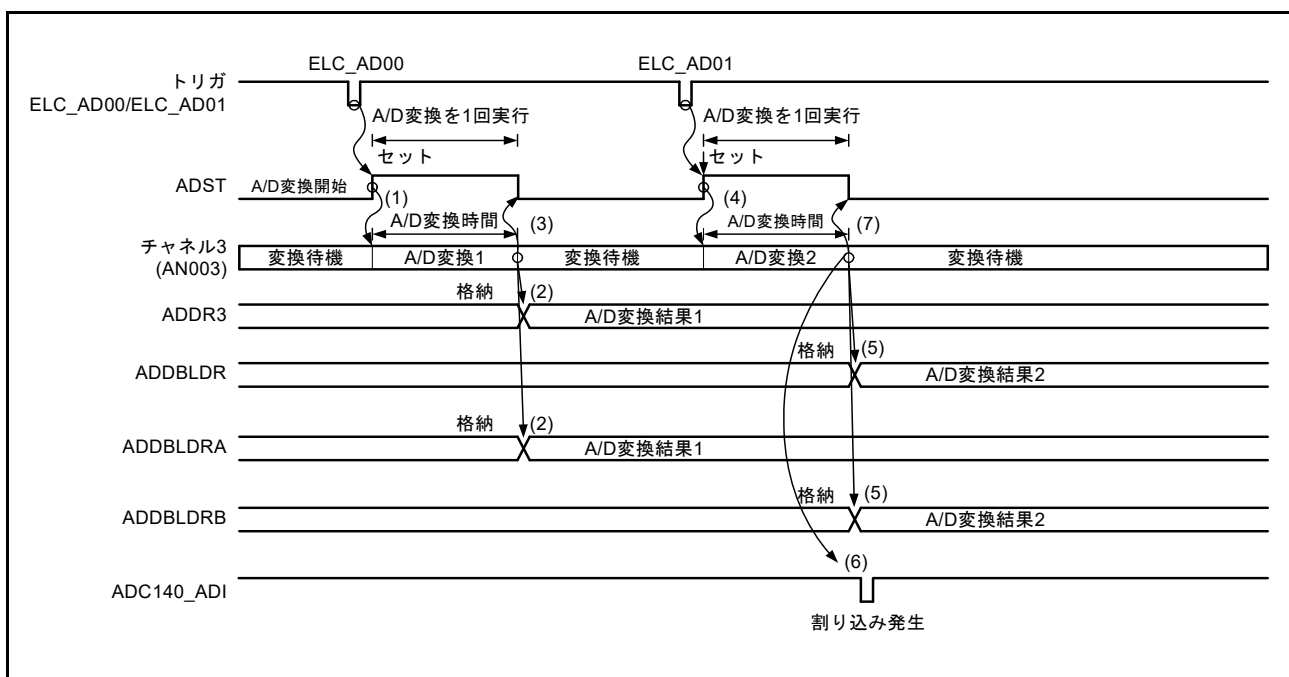 ELC_AD00
ELC_AD01
トリガ
ELC_AD00/ELC_AD01
A/D変換を1回実行
A/D変換を1回実行
セット
セット
ADST
A/D変換開始
(1)
(4)
A/D変換時間
(3)
A/D変換時間
(7)
チャネル3
(AN003)
変換待機
A/D変換1
変換待機
A/D変換2
変換待機
格納
(2)
ADDR3
A/D変換結果1
格納
(5)
ADDBLDR
A/D変換結果2
格納
(2)
ADDBLDRA
A/D変換結果1
格納
(5)
ADDBLDRB
A/D変換結果2
(6)
ADC140_ADI
割り込み発生